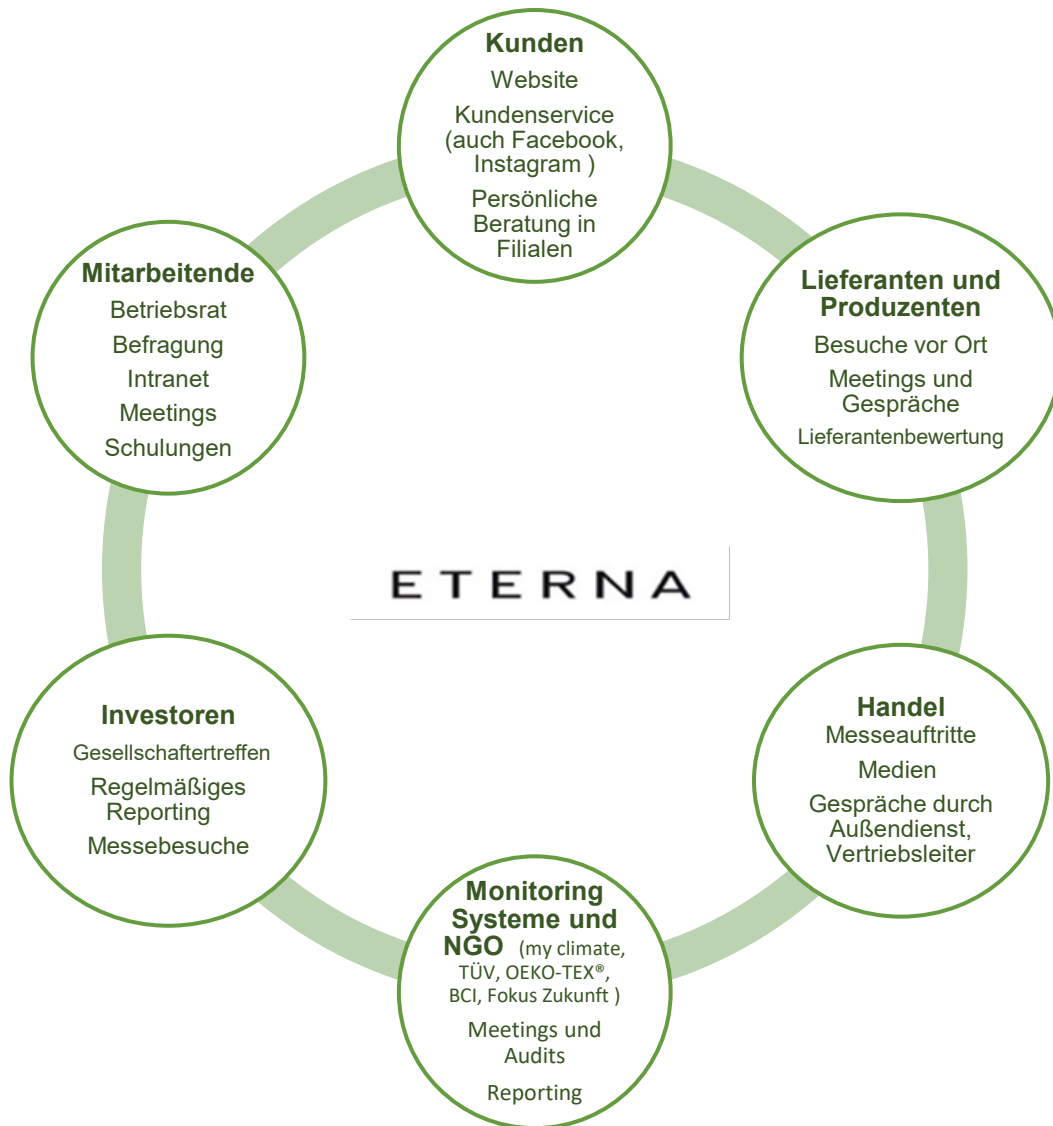 Kunden
Website
Kundenservice
(auch Facebook,
Instagram )
Persönliche
Beratung in
Filialen
Lieferanten und
Produzenten
Besuche vor Ort
Meetings und
Gespräche
Lieferantenbewertung
Handel
Messeauftritte
Medien
Gespräche durch
Außendienst,
Vertriebsleiter
Monitoring
Systeme und
NGO (my climate,
TÜV, OEKO-TEX®,
BCI, Fokus Zukunft )
Meetings und
Audits
Reporting
Investoren
Gesellschaftertreffen
Regelmäßiges
Reporting
Messebesuche
Mitarbeitende
Betriebsrat
Befragung
Intranet
Meetings
Schulungen
ETERNA